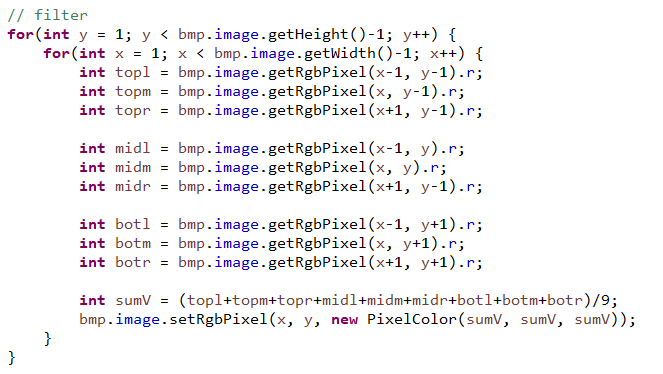 // filter
for(int y = 1; y < bmp.image.getHeight()-1; y++) {
    for(int x = 1; x < bmp.image.getWidth()-1; x++) {
        int topl = bmp.image.getRgbPixel(x-1, y-1).r;
        int topm = bmp.image.getRgbPixel(x, y-1).r;
        int topr = bmp.image.getRgbPixel(x+1, y-1).r;

        int midl = bmp.image.getRgbPixel(x-1, y).r;
        int midm = bmp.image.getRgbPixel(x, y).r;
        int midr = bmp.image.getRgbPixel(x+1, y-1).r;

        int botl = bmp.image.getRgbPixel(x-1, y+1).r;
        int botm = bmp.image.getRgbPixel(x, y+1).r;
        int botr = bmp.image.getRgbPixel(x+1, y+1).r;

        int sumV = (topl+topm+topr+midl+midm+midr+botl+botm+botr)/9;
        bmp.image.setRgbPixel(x, y, new PixelColor(sumV, sumV, sumV));
    }
}